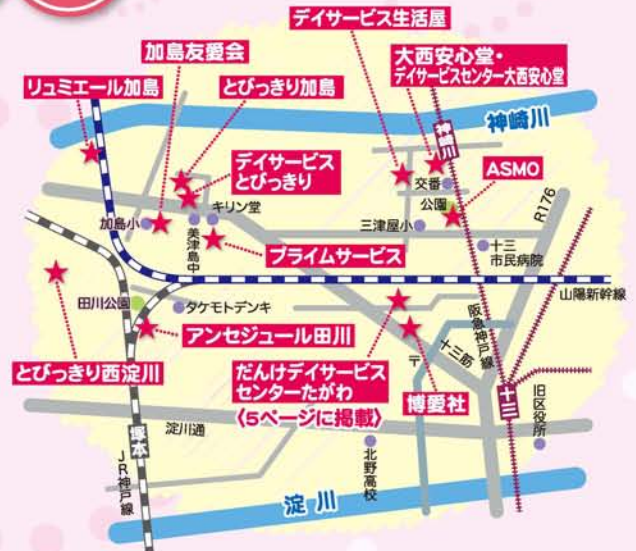 デイサービス生活屋
加島友愛会
大西安心堂・
デイサービスセンター大西安心堂
リュミエール加島
とびっきり加島
神崎川
神崎川
デイサービス
とびっきり
交番
ASMO
公園
キリン堂
加島小
美津島中
三津屋小
R176
プライムサービス
十三
市民病院
山陽新幹線
田川公園
タケモトデンキ
阪急神戸線
アンセジュール田川
十三筋
とびっきり西淀川
だんけデイサービス
センターたがわ
〈5ページに掲載〉
〒
博愛社
十三
旧区役所
淀川通
塚本
JR神戸線
北野高校
淀川